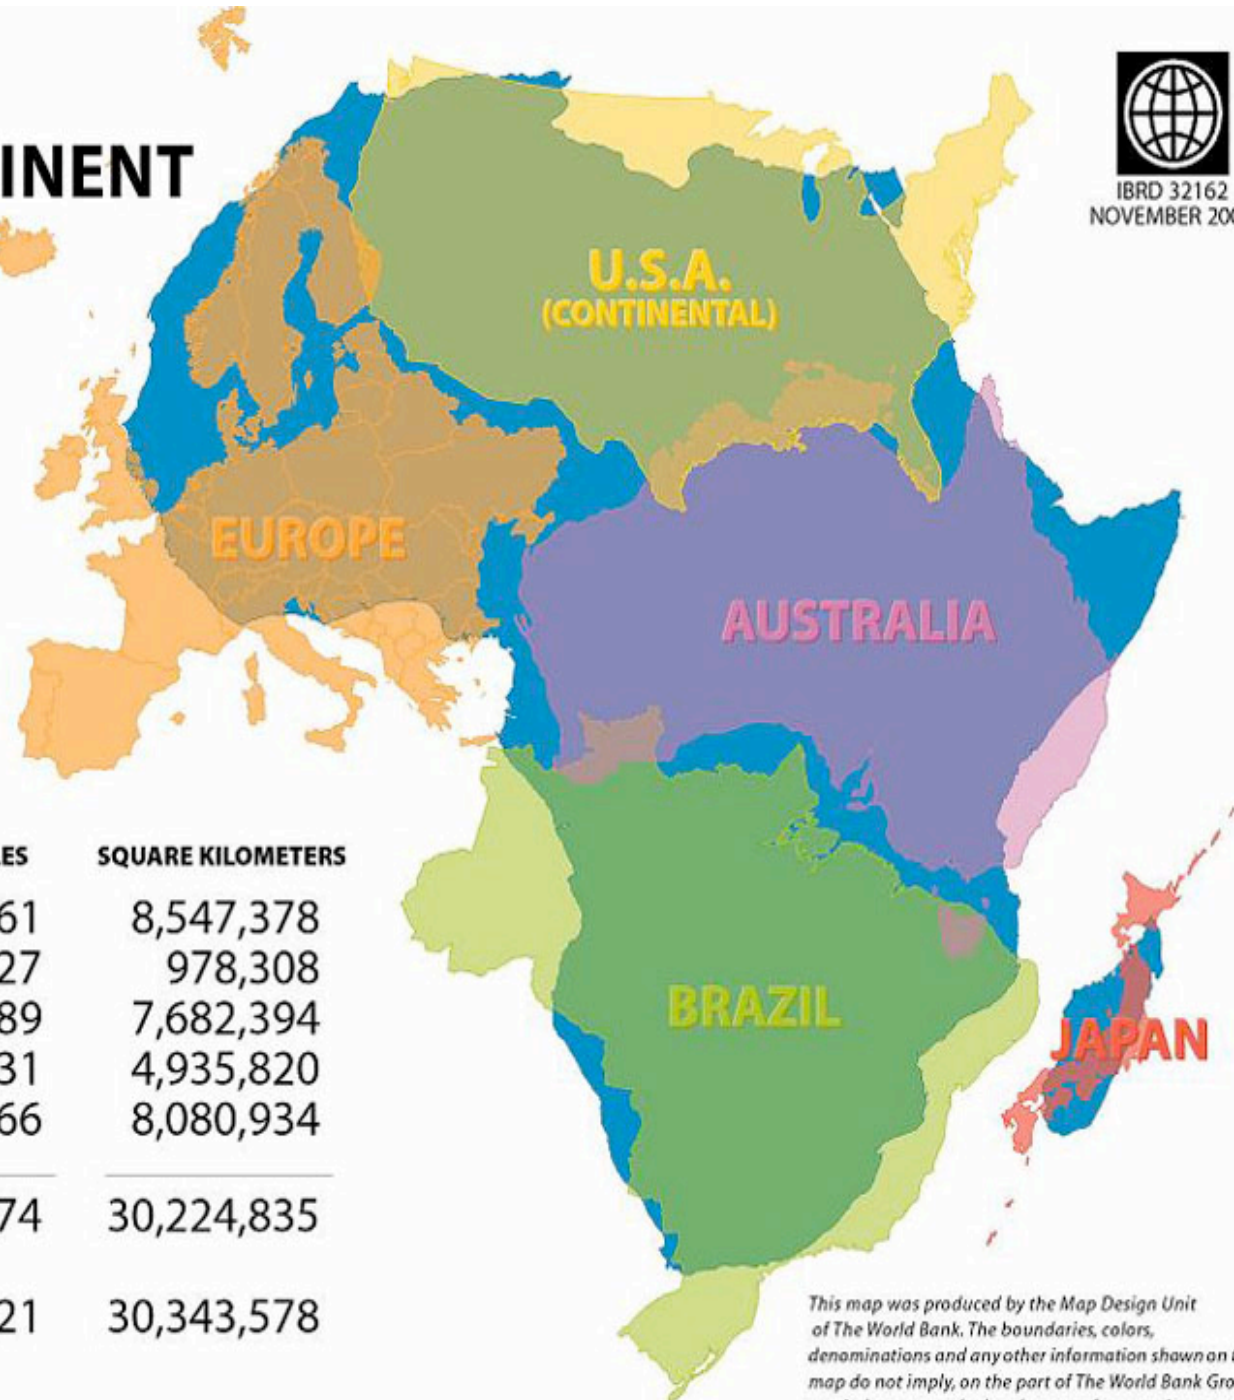 INENT
IBRD 32162
NOVEMBER 200
U.S.A.
(CONTINENTAL)
EUROPE
AUSTRALIA
BRAZIL
JAPAN
ES SQUARE KILOMETERS
61 8,547,378
27 978,308
89 7,682,394
31 4,935,820
66 8,080,934
74 30,224,835
21 30,343,578
This map was produced by the Map Design Unit
of The World Bank. The boundaries, colors,
denominations and any other information shown on t
map do not imply, on the part of The World Bank Gro